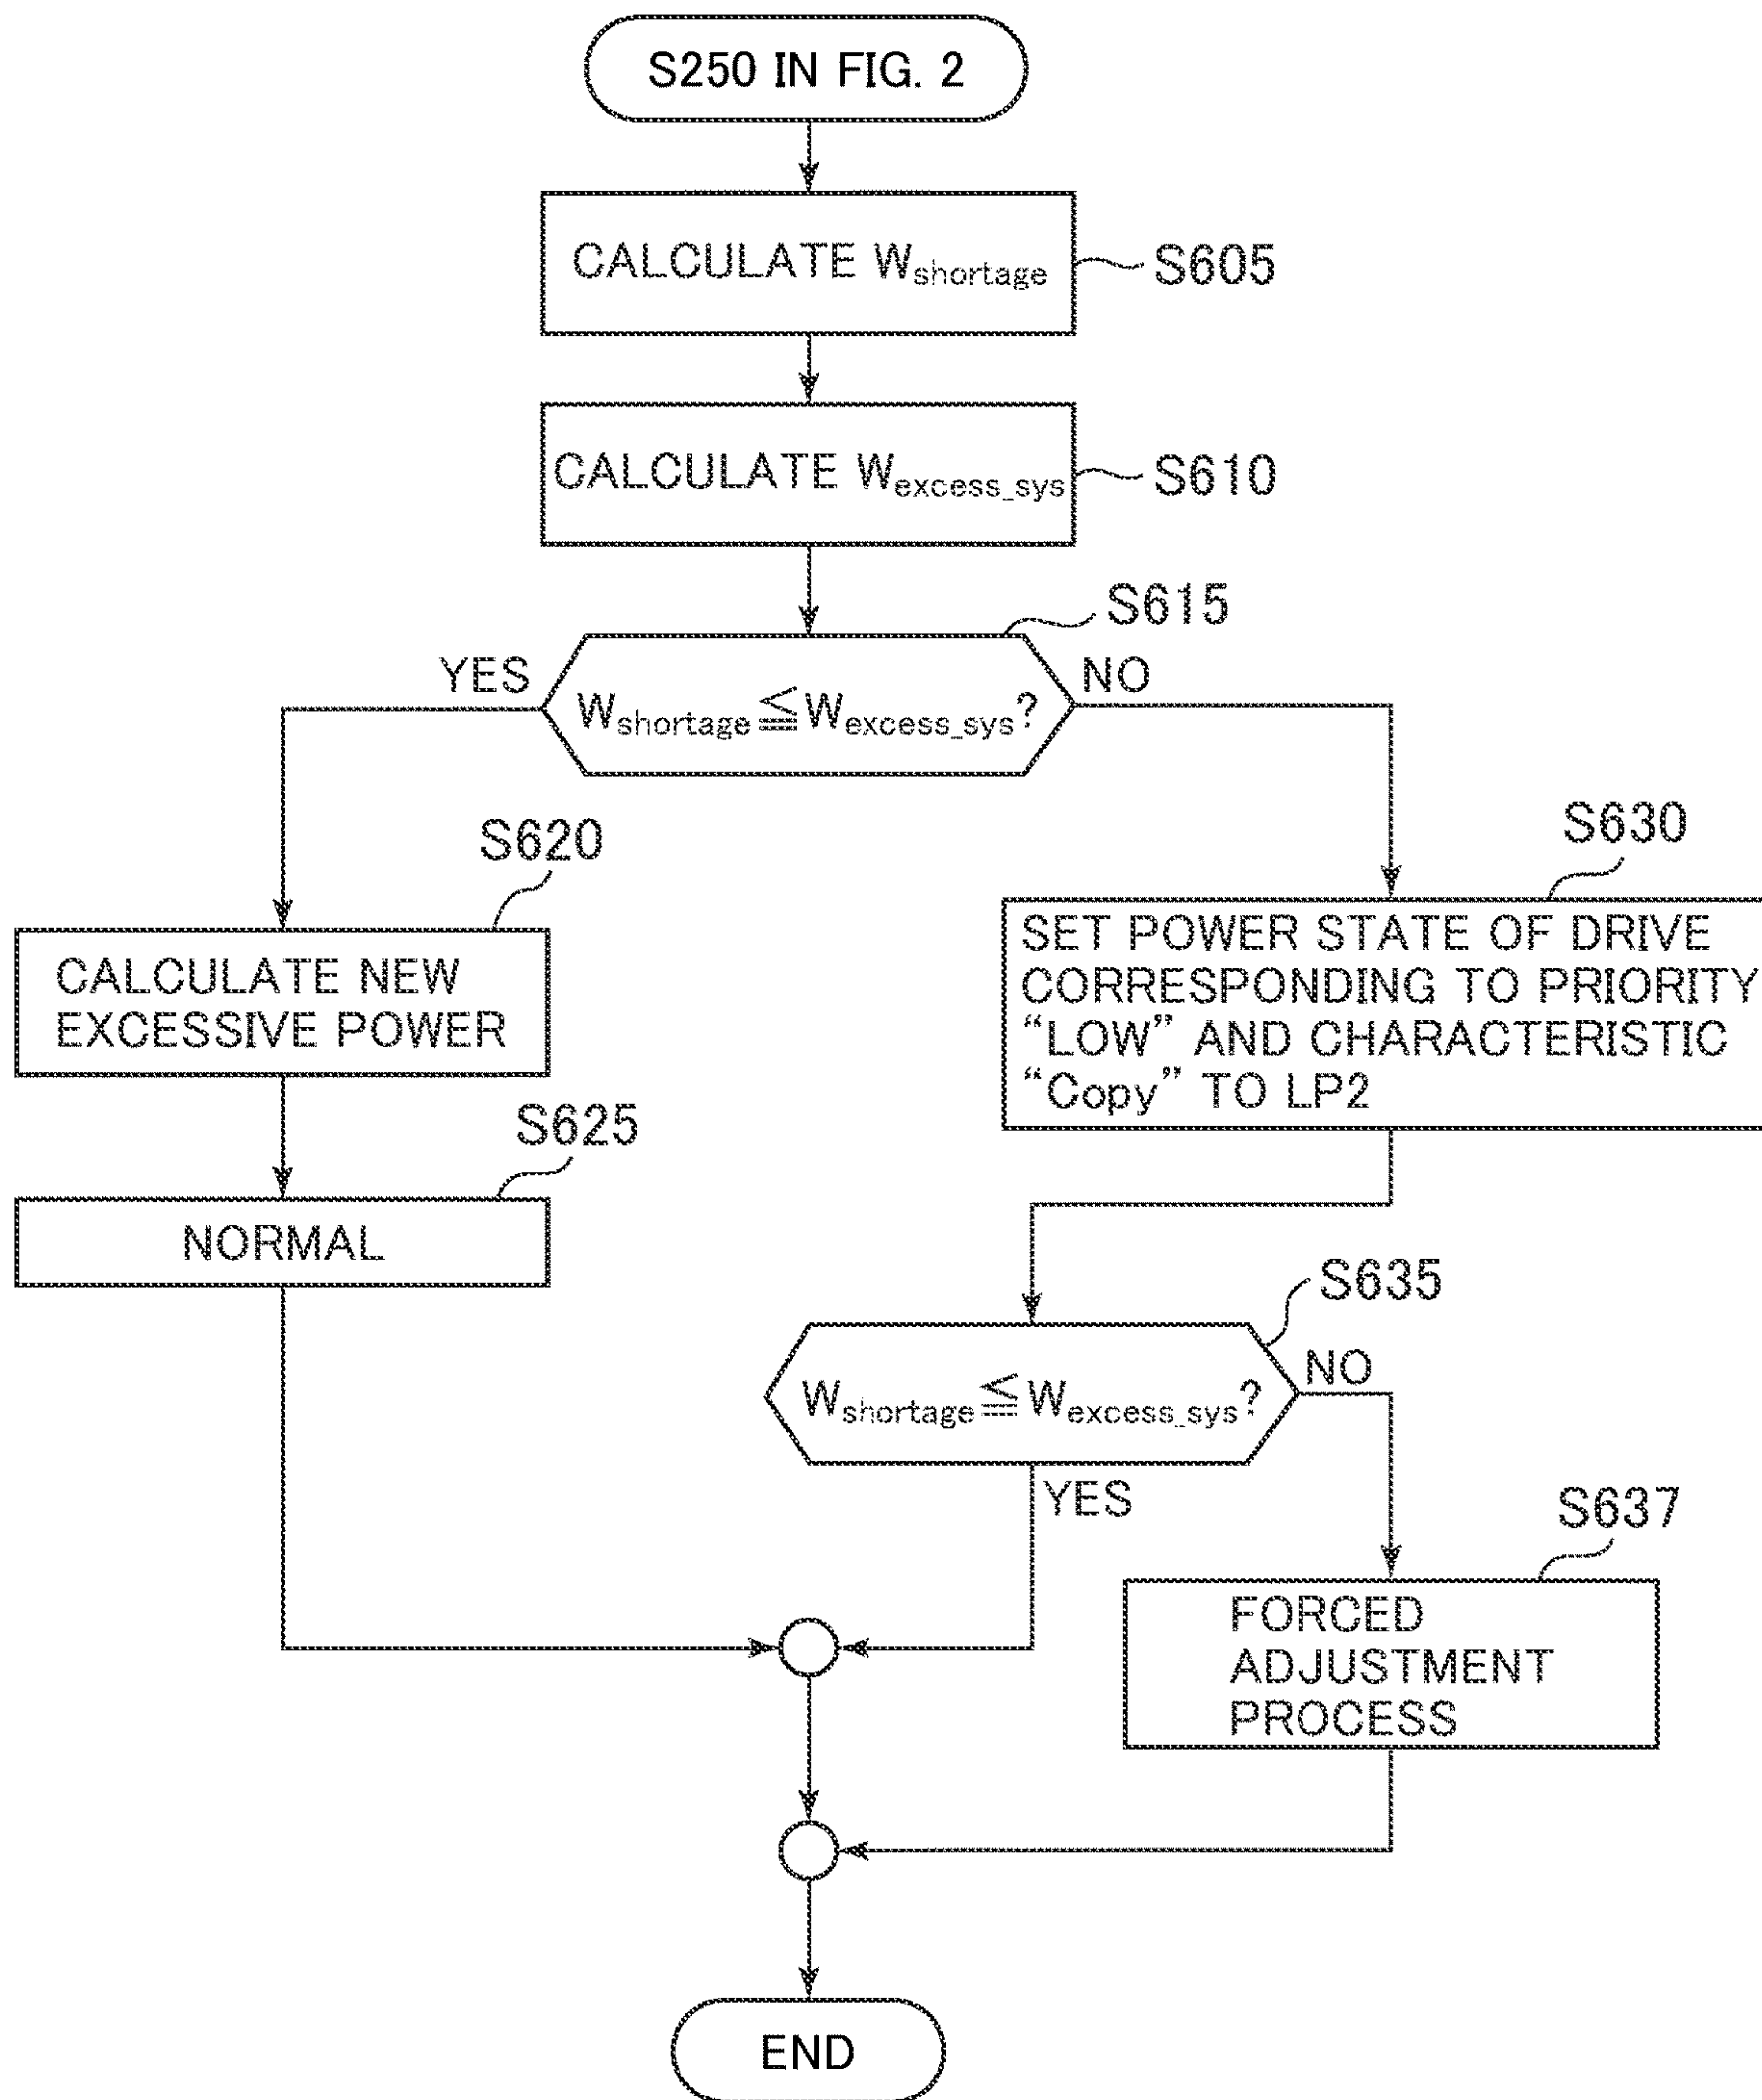 S250 IN FIG. 2
CALCULATE Wshortage
S605
CALCULATE Wexcess_sys
S610
S615
YES
NO
Wshortage≦Wexcess_sys?
S620
S630
CALCULATE NEW
EXCESSIVE POWER
SET POWER STATE OF DRIVE
CORRESPONDING TO PRIORITY
“LOW” AND CHARACTERISTIC
“Copy” TO LP2
S625
NORMAL
S635
NO
Wshortage≦Wexcess_sys?
YES
S637
FORCED
ADJUSTMENT
PROCESS
END